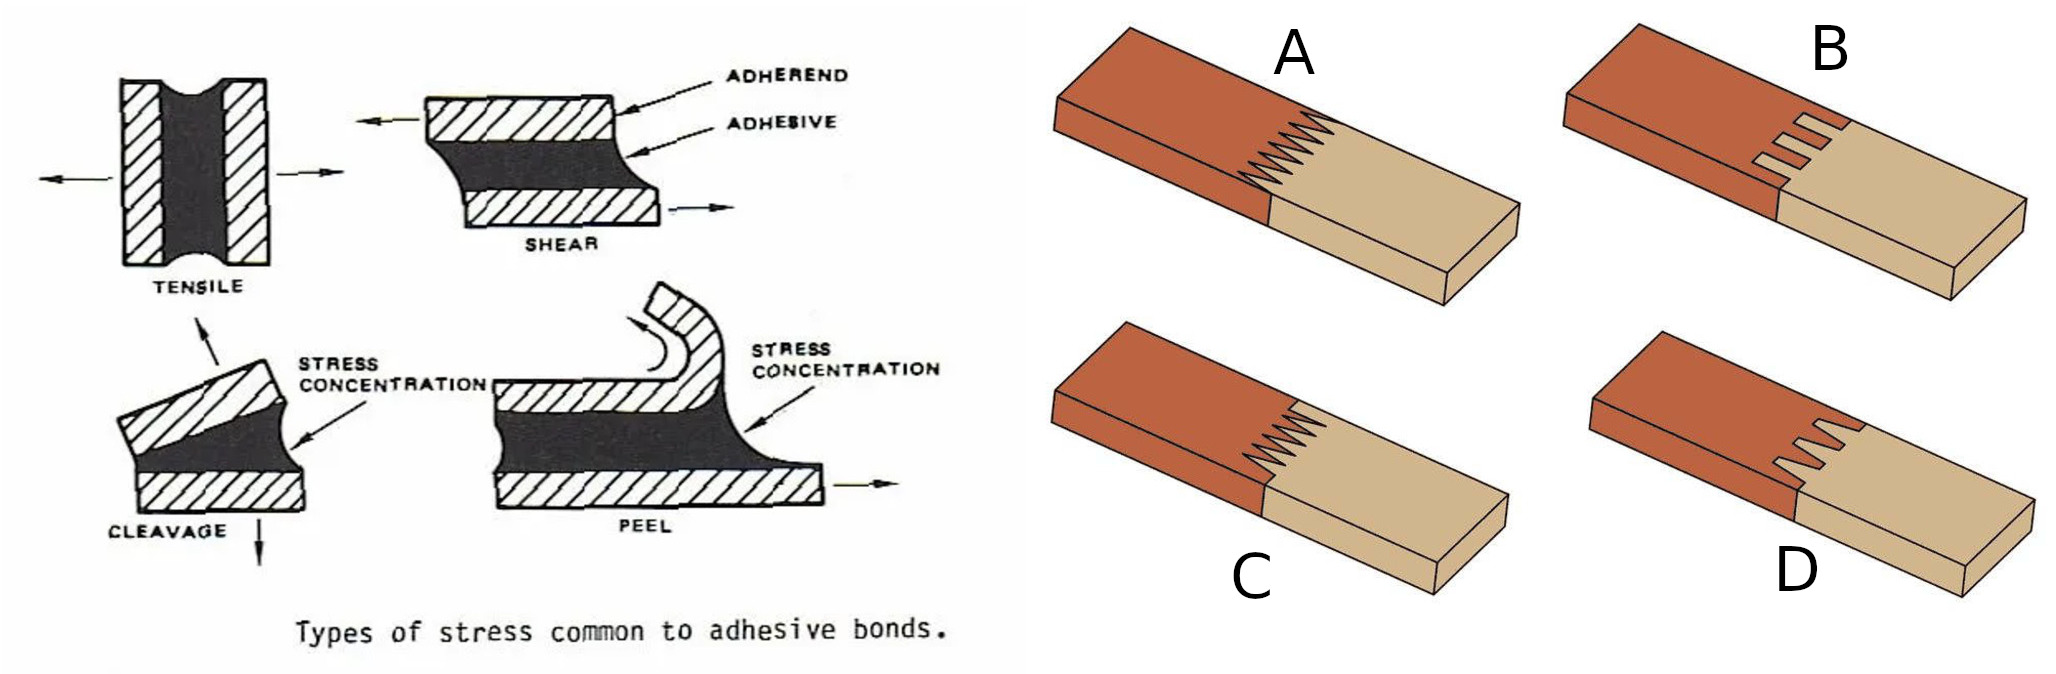 ADHEREND
ADHESIVE
TENSILE
SHEAR
STRESS
CONCENTRATION
STRESS
CONCENTRATION
CLEAVAGE
PEEL
Types of stress common to adhesive bonds.
A
B
C
D